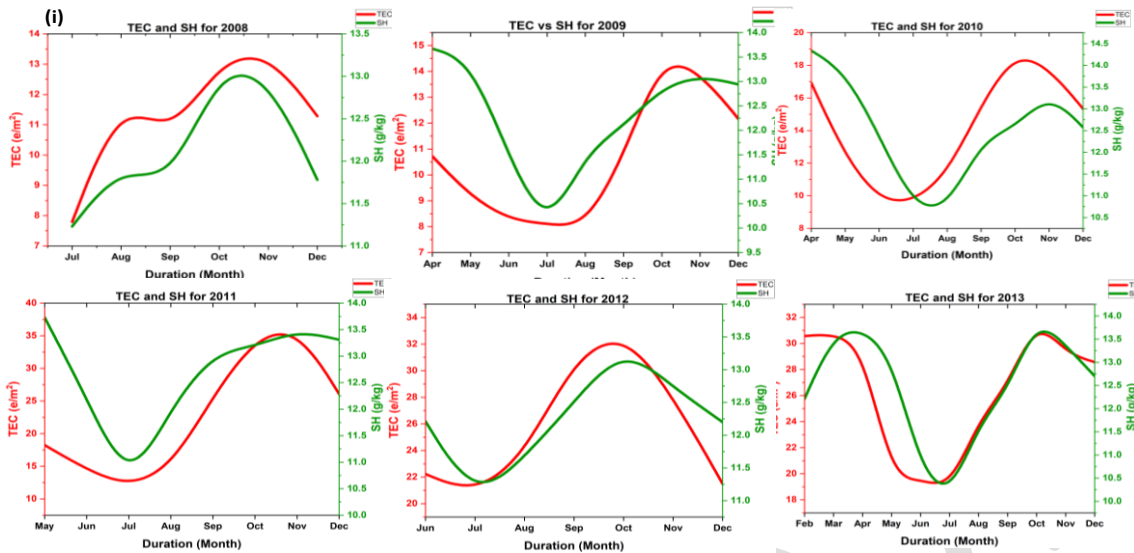 (i)
TEC and SH for 2008
TEC
SH
TEC (e/m²)
14
13
12
11
10
9
8
7
SH (g/kg)
13.5
13.0
12.5
12.0
11.5
11.0
Jul Aug Sep Oct Nov Dec
Duration (Month)
TEC vs SH for 2009
TEC (e/m²)
15
14
13
12
11
10
9
8
7
14.0
13.5
13.0
12.5
12.0
11.5
11.0
10.5
10.0
9.5
Apr May Jun Jul Aug Sep Oct Nov Dec
TEC and SH for 2010
TEC
SH
TEC (e/m²)
20
18
16
14
12
10
8
SH (g/kg)
14.5
14.0
13.5
13.0
12.5
12.0
11.5
11.0
10.5
Apr May Jun Jul Aug Sep Oct Nov Dec
Duration (Month)
TEC and SH for 2011
TE
SH
TEC (e/m²)
40
35
30
25
20
15
10
SH (g/kg)
14.0
13.5
13.0
12.5
12.0
11.5
11.0
10.5
10.0
May Jun Jul Aug Sep Oct Nov Dec
Duration (Month)
TEC and SH for 2012
TEC
SH
TEC (e/m²)
34
32
30
28
26
24
22
20
SH (g/kg)
14.0
13.5
13.0
12.5
12.0
11.5
11.0
Jun Jul Aug Sep Oct Nov Dec
Duration (Month)
TEC and SH for 2013
TE
SH
32
30
28
26
24
22
20
18
SH (g/kg)
14.0
13.5
13.0
12.5
12.0
11.5
11.0
10.5
10.0
Feb Mar Apr May Jun Jul Aug Sep Oct Nov Dec
Duration (Month)